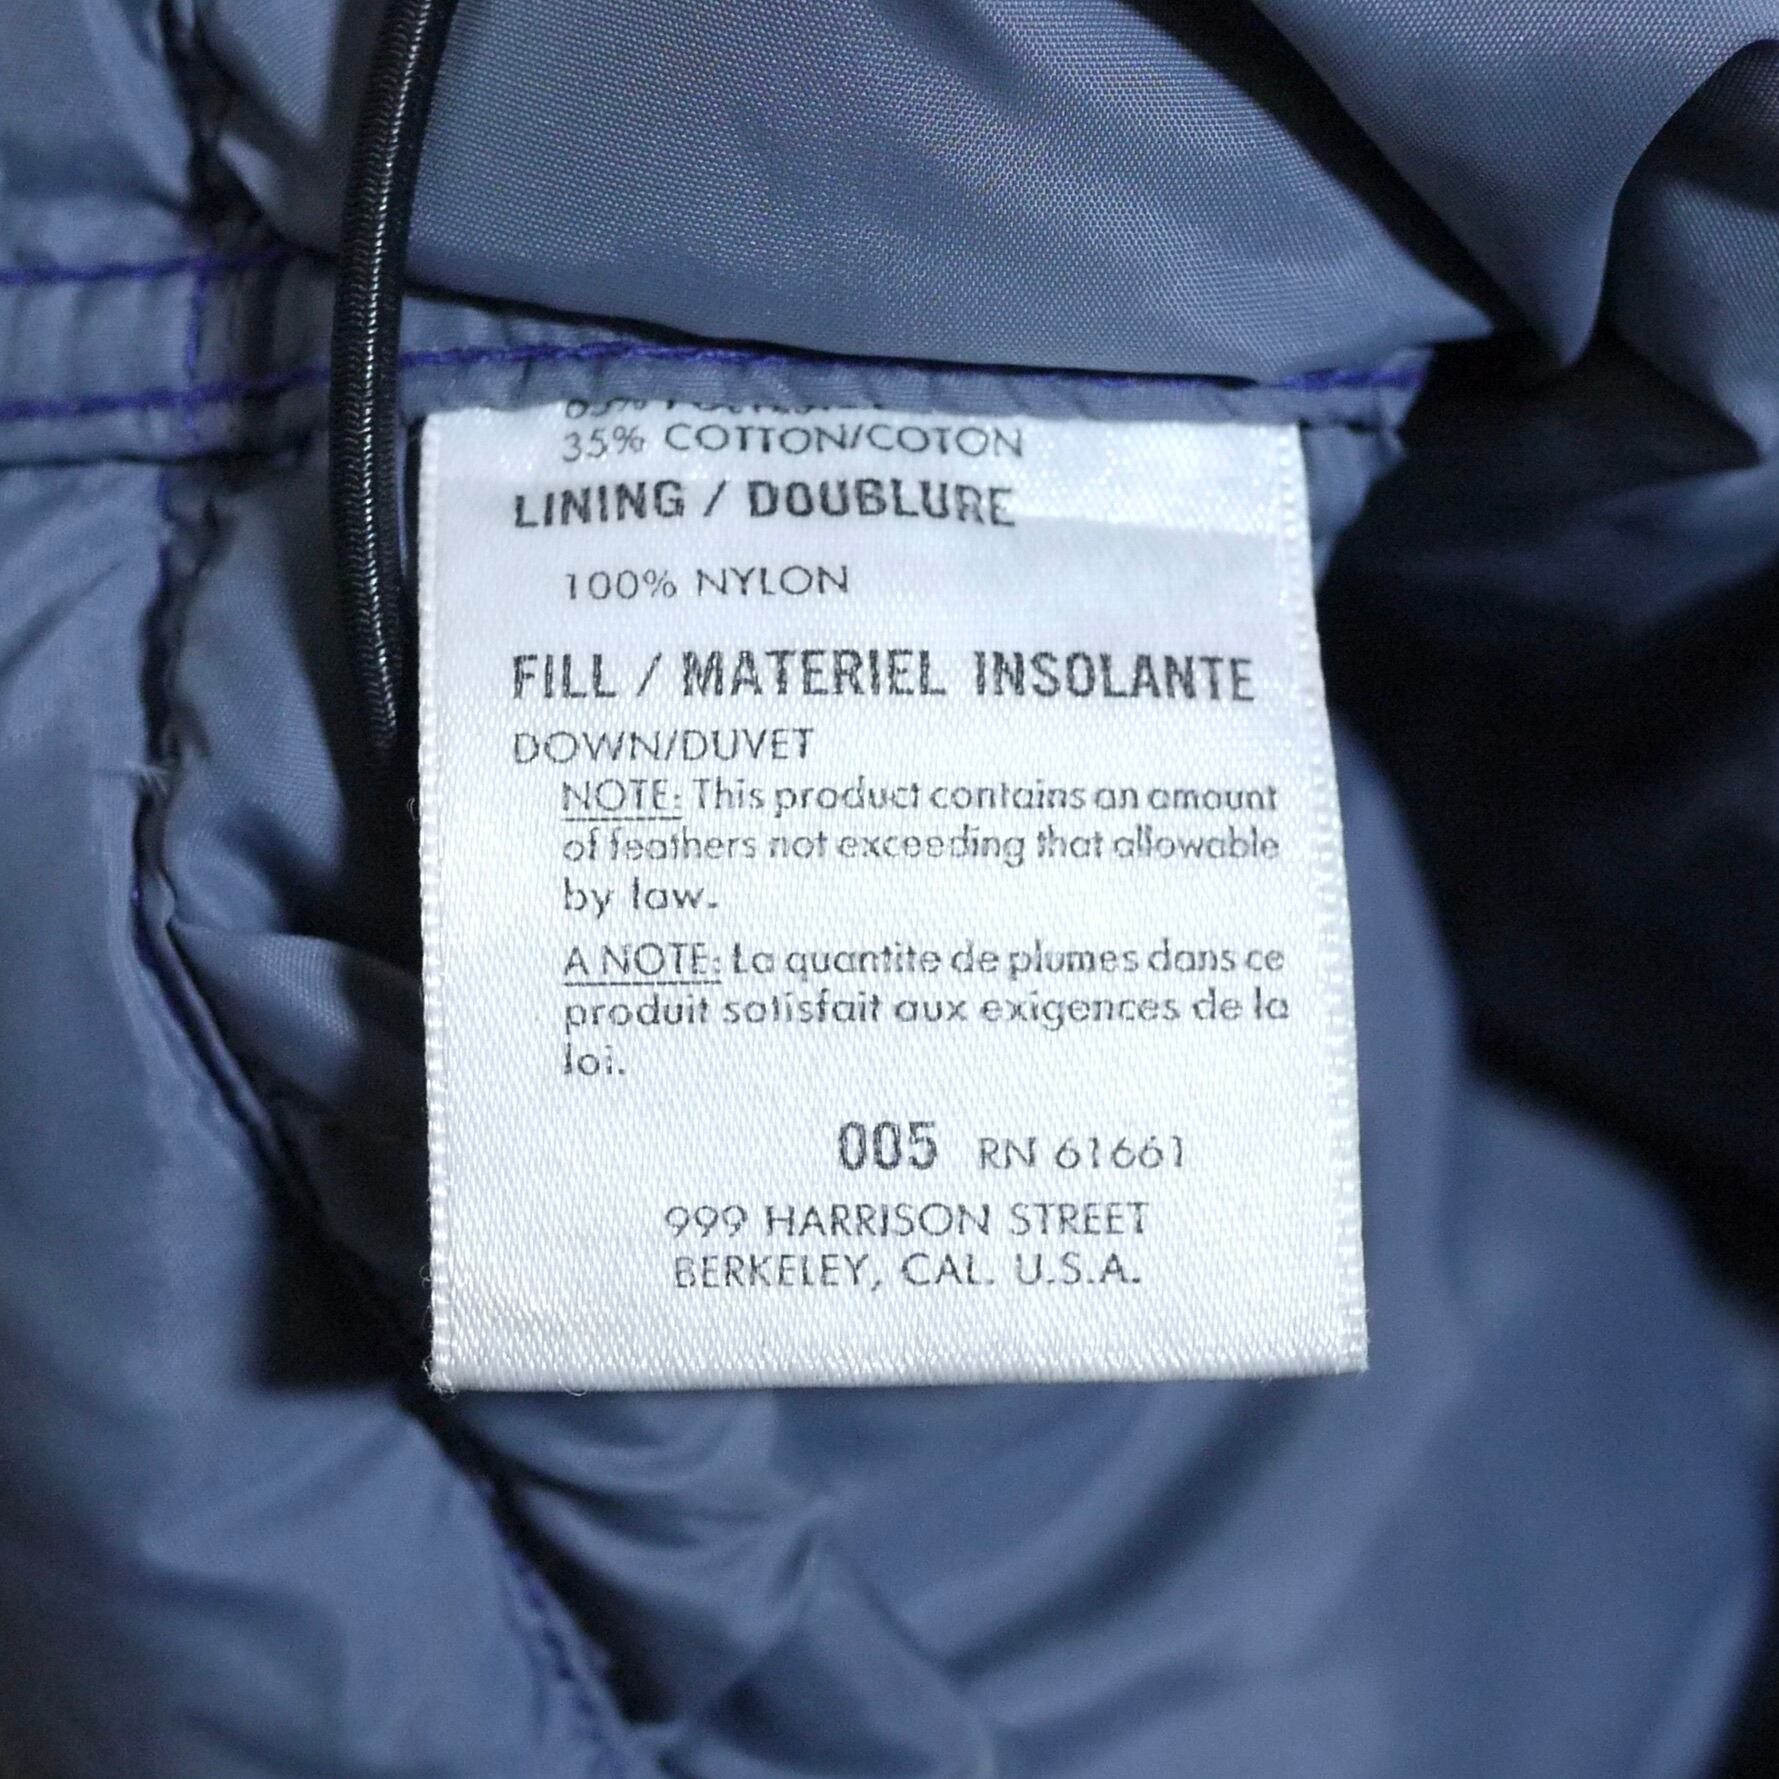 35% COTTON/COTON
LINING / DOUBLURE
100% NYLON
FILL / MATERIEL INSOLANTE
DOWN/DUVET
NOTE: This product contains an amount
of feathers not exceeding that allowable
by law.
A NOTE: La quantite de plumes dans ce
produit satisfait aux exigences de la
loi.
005 RN 61661
999 HARRISON STREET
BERKELEY, CAL. U.S.A.